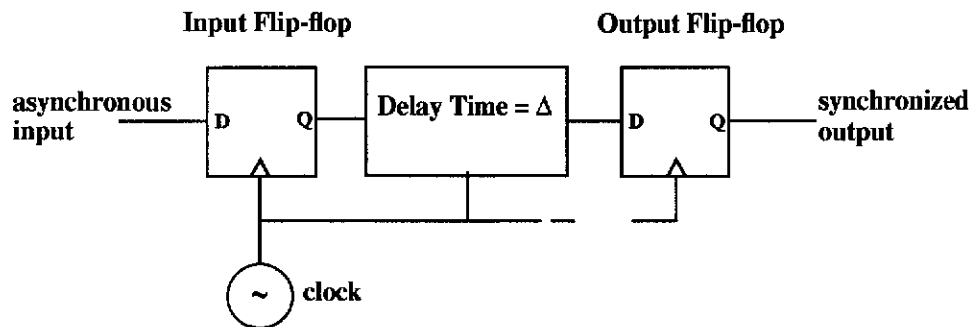 Input Flip-flop
Output Flip-flop
asynchronous
input
D
Q
Delay Time = Δ
D
Q
synchronized
output
~
clock